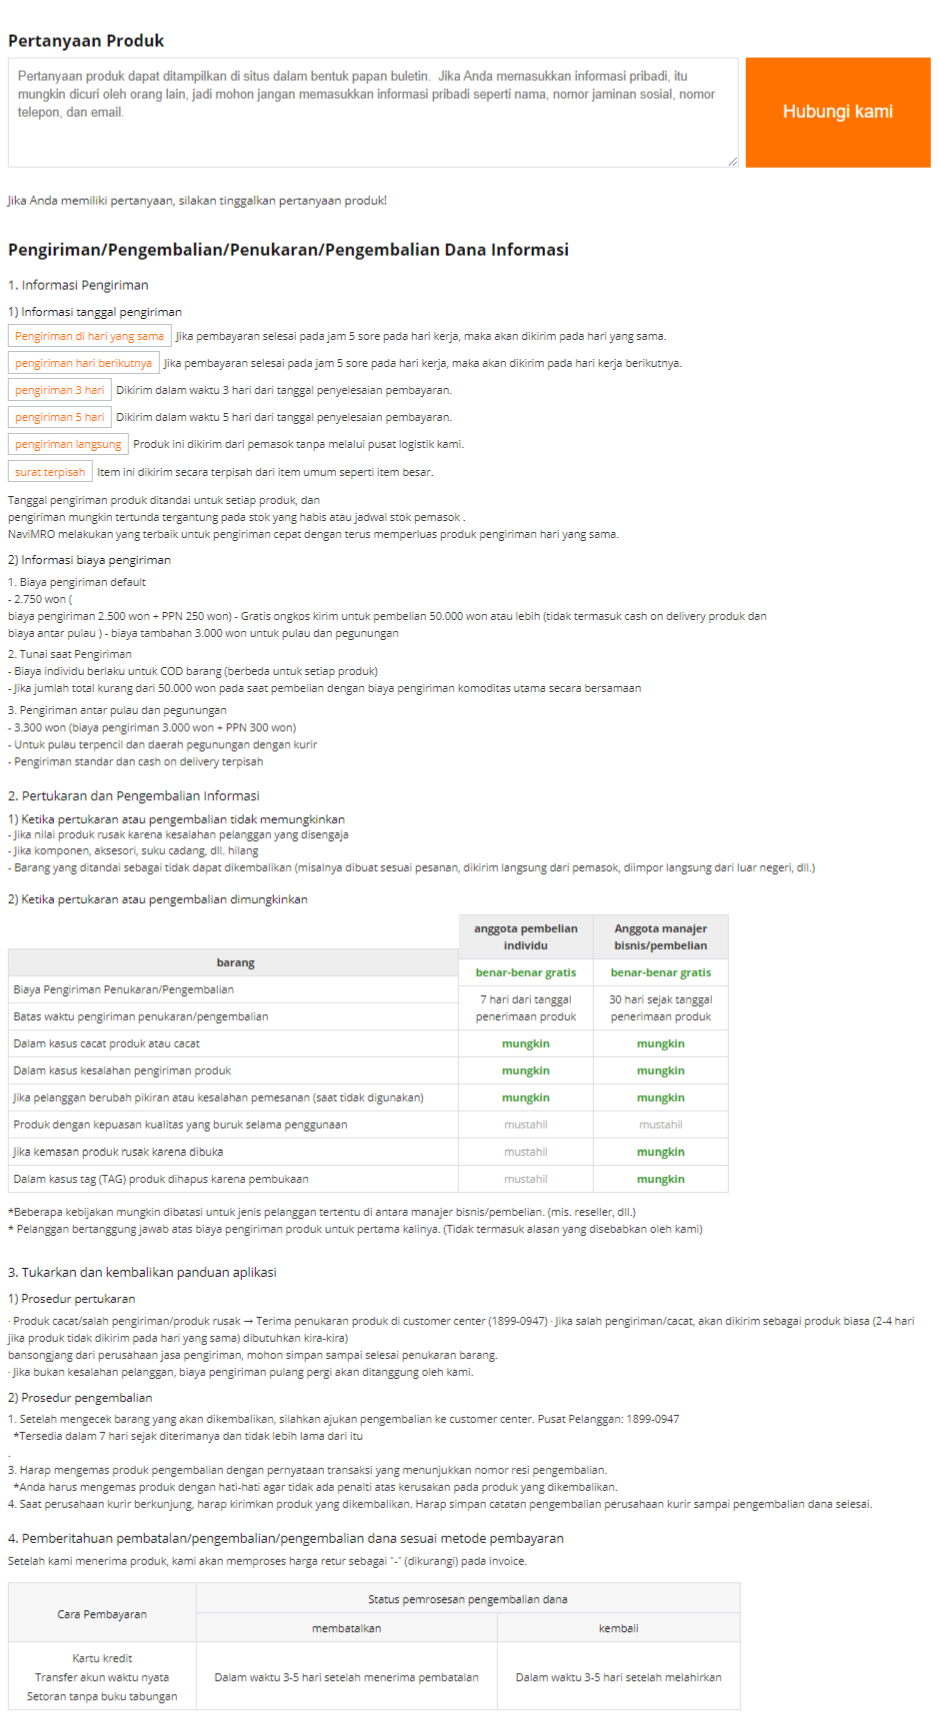 Pertanyaan Produk
Pertanyaan produk dapat ditampilkan di situs dalam bentuk papan buletin.  Jika Anda memasukkan informasi pribadi, itu
mungkin dicuri oleh orang lain, jadi mohon jangan memasukkan informasi pribadi seperti nama, nomor jaminan sosial, nomor
telepon, dan email.
Hubungi kami
Jika Anda memiliki pertanyaan, silakan tinggalkan pertanyaan produk!
Pengiriman/Pengembalian/Penukaran/Pengembalian Dana Informasi
1. Informasi Pengiriman
1) Informasi tanggal pengiriman
Pengiriman di hari yang sama Jika pembayaran selesai pada jam 5 sore pada hari kerja, maka akan dikirim pada hari yang sama.
pengiriman hari berikutnya Jika pembayaran selesai pada jam 5 sore pada hari kerja, maka akan dikirim pada hari kerja berikutnya.
pengiriman 3 hari Dikirim dalam waktu 3 hari dari tanggal penyelesaian pembayaran.
pengiriman 5 hari Dikirim dalam waktu 5 hari dari tanggal penyelesaian pembayaran.
pengiriman langsung Produk ini dikirim dari pemasok tanpa melalui pusat logistik kami.
surat terpisah Item ini dikirim secara terpisah dari item umum seperti item besar.
Tanggal pengiriman produk ditandai untuk setiap produk, dan
pengiriman mungkin tertunda tergantung pada stok yang habis atau jadwal stok pemasok .
NaviMRO melakukan yang terbaik untuk pengiriman cepat dengan terus memperluas produk pengiriman hari yang sama.
2) Informasi biaya pengiriman
1. Biaya pengiriman default
- 2.750 won (
biaya pengiriman 2.500 won + PPN 250 won) - Gratis ongkos kirim untuk pembelian 50.000 won atau lebih (tidak termasuk cash on delivery produk dan
biaya antar pulau ) - biaya tambahan 3.000 won untuk pulau dan pegunungan
2. Tunai saat Pengiriman
- Biaya individu berlaku untuk COD barang (berbeda untuk setiap produk)
- Jika jumlah total kurang dari 50.000 won pada saat pembelian dengan biaya pengiriman komoditas utama secara bersamaan
3. Pengiriman antar pulau dan pegunungan
- 3.300 won (biaya pengiriman 3.000 won + PPN 300 won)
- Untuk pulau terpencil dan daerah pegunungan dengan kurir
- Pengiriman standar dan cash on delivery terpisah
2. Pertukaran dan Pengembalian Informasi
1) Ketika pertukaran atau pengembalian tidak memungkinkan
- Jika nilai produk rusak karena kesalahan pelanggan yang disengaja
- Jika komponen, aksesori, suku cadang, dll. hilang
- Barang yang ditandai sebagai tidak dapat dikembalikan (misalnya dibuat sesuai pesanan, dikirim langsung dari pemasok, diimpor langsung dari luar negeri, dll.)
2) Ketika pertukaran atau pengembalian dimungkinkan
anggota pembelian individu Anggota manajer bisnis/pembelian
barang
benar-benar gratis benar-benar gratis
Biaya Pengiriman Penukaran/Pengembalian
7 hari dari tanggal penerimaan produk 30 hari sejak tanggal penerimaan produk
Batas waktu pengiriman penukaran/pengembalian
Dalam kasus cacat produk atau cacat mungkin mungkin
Dalam kasus kesalahan pengiriman produk mungkin mungkin
Jika pelanggan berubah pikiran atau kesalahan pemesanan (saat tidak digunakan) mungkin mungkin
Produk dengan kepuasan kualitas yang buruk selama penggunaan mustahil mustahil
Jika kemasan produk rusak karena dibuka mustahil mungkin
Dalam kasus tag (TAG) produk dihapus karena pembukaan mustahil mungkin
*Beberapa kebijakan mungkin dibatasi untuk jenis pelanggan tertentu di antara manajer bisnis/pembelian. (mis. reseller, dll.)
* Pelanggan bertanggung jawab atas biaya pengiriman produk untuk pertama kalinya. (Tidak termasuk alasan yang disebabkan oleh kami)
3. Tukarkan dan kembalikan panduan aplikasi
1) Prosedur pertukaran
· Produk cacat/salah pengiriman/produk rusak → Terima penukaran produk di customer center (1899-0947) · Jika salah pengiriman/cacat, akan dikirim sebagai produk biasa (2-4 hari
jika produk tidak dikirim pada hari yang sama) dibutuhkan kira-kira)
bansongjang dari perusahaan jasa pengiriman, mohon simpan sampai selesai penukaran barang.
· Jika bukan kesalahan pelanggan, biaya pengiriman pulang pergi akan ditanggung oleh kami.
2) Prosedur pengembalian
1. Setelah mengecek barang yang akan dikembalikan, silahkan ajukan pengembalian ke customer center. Pusat Pelanggan: 1899-0947
*Tersedia dalam 7 hari sejak diterimanya dan tidak lebih lama dari itu
.
3. Harap mengemas produk pengembalian dengan pernyataan transaksi yang menunjukkan nomor resi pengembalian.
*Anda harus mengemas produk dengan hati-hati agar tidak ada penalti atas kerusakan pada produk yang dikembalikan.
4. Saat perusahaan kurir berkunjung, harap kirimkan produk yang dikembalikan. Harap simpan catatan pengembalian perusahaan kurir sampai pengembalian dana selesai.
4. Pemberitahuan pembatalan/pengembalian/pengembalian dana sesuai metode pembayaran
Setelah kami menerima produk, kami akan memproses harga retur sebagai "-" (dikurangi) pada invoice.
Cara Pembayaran
Status pemrosesan pengembalian dana
membatalkan kembali
Kartu kredit
Transfer akun waktu nyata
Setoran tanpa buku tabungan
Dalam waktu 3-5 hari setelah menerima pembatalan
Dalam waktu 3-5 hari setelah melahirkan